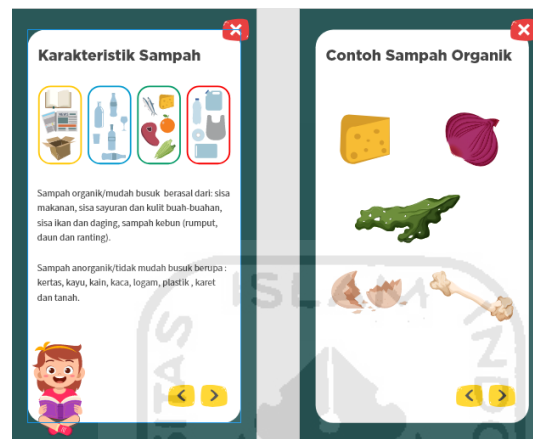 Karakteristik Sampah
Sampah organik/mudah busuk berasal dari: sisa
makanan, sisa sayuran dan kulit buah-buahan,
sisa ikan dan daging, sampah kebun (rumput,
daun dan ranting).
Sampah anorganik/tidak mudah busuk berupa :
kertas, kayu, kain, kaca, logam, plastik , karet
dan tanah.
Contoh Sampah Organik
ISLAM